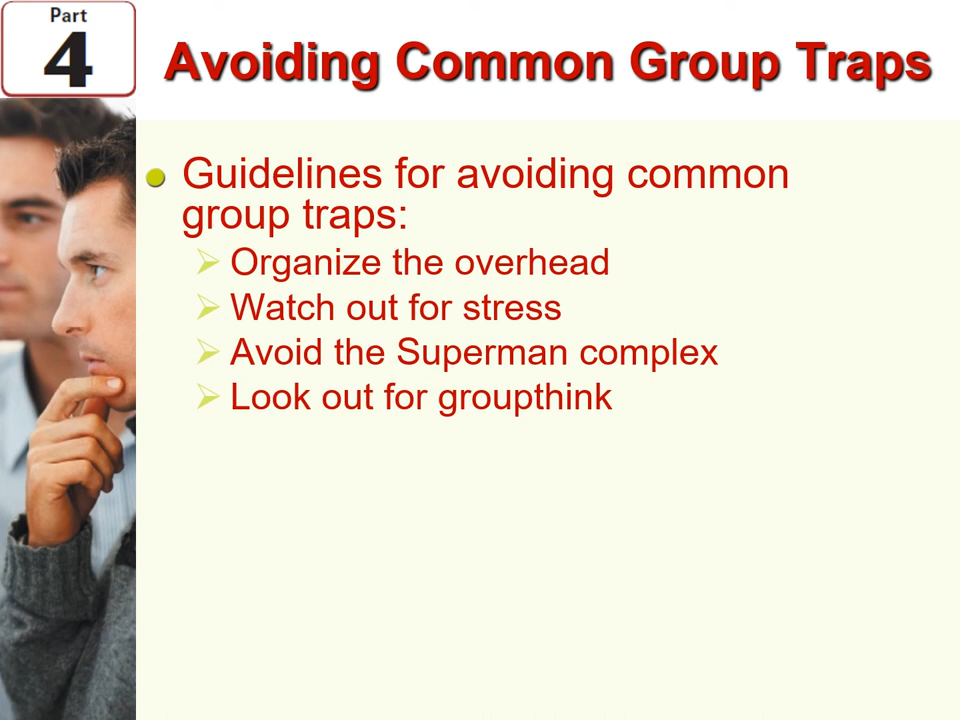 Part
4
Avoiding Common Group Traps
Guidelines for avoiding common
group traps:
Organize the overhead
Watch out for stress
Avoid the Superman complex
Look out for groupthink